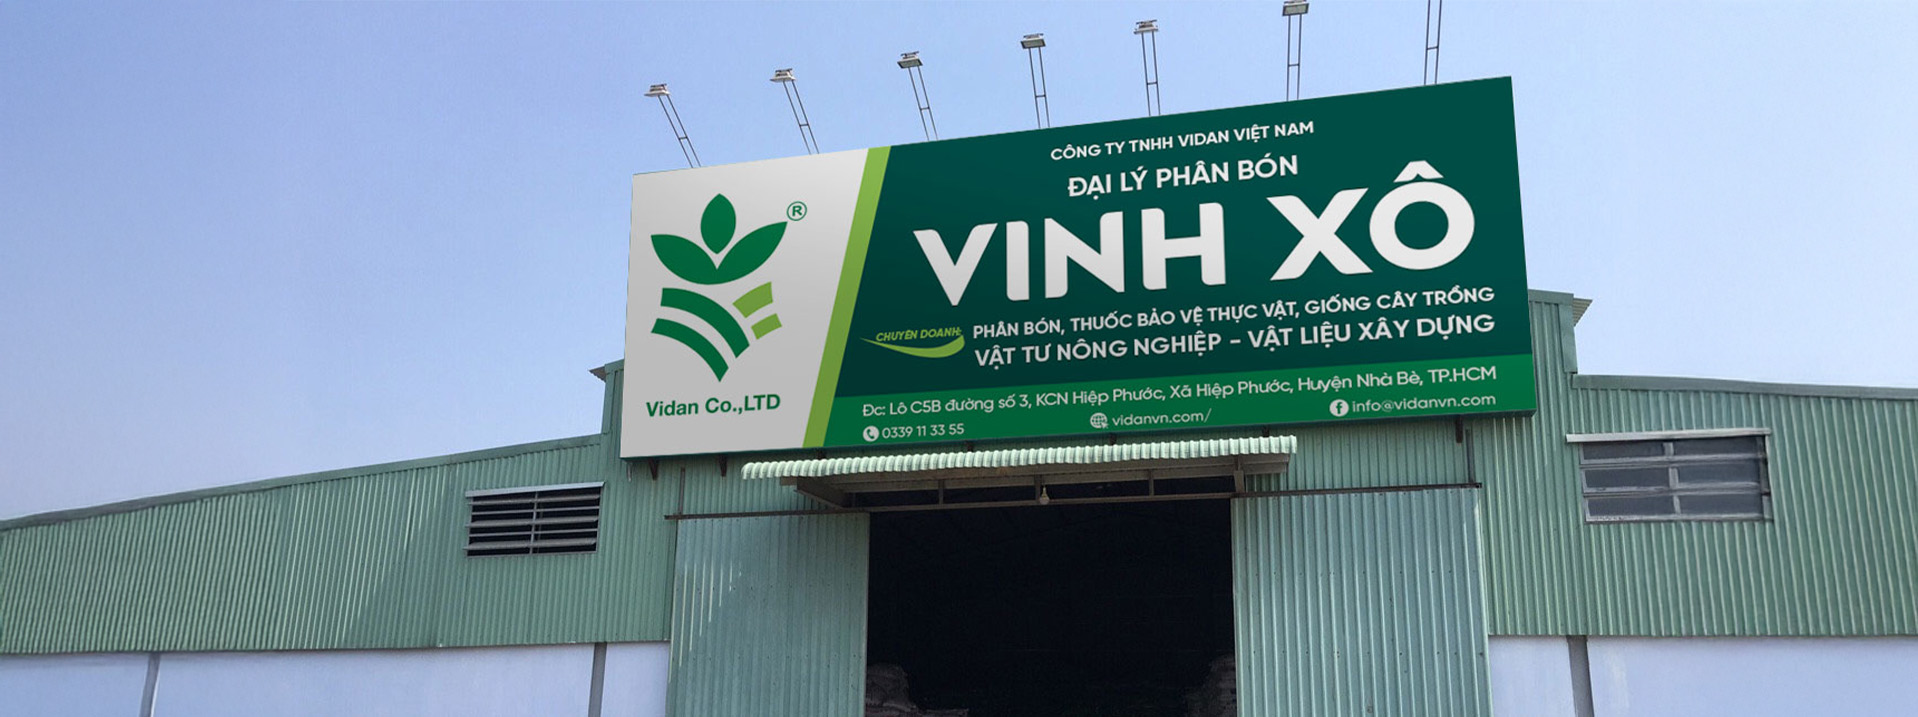 ®
Vidan Co.,LTD
CÔNG TY TNHH VIDAN VIỆT NAM
ĐẠI LÝ PHÂN BÓN
VINH XÔ
CHUYÊN DOANH:
PHÂN BÓN, THUỐC BẢO VỆ THỰC VẬT, GIỐNG CÂY TRỒNG
VẬT TƯ NÔNG NGHIỆP - VẬT LIỆU XÂY DỰNG
Đc: Lô C5B đường số 3, KCN Hiệp Phước, Xã Hiệp Phước, Huyện Nhà Bè, TP.HCM
0339 11 33 55
vidanvn.com/
info@vidanvn.com